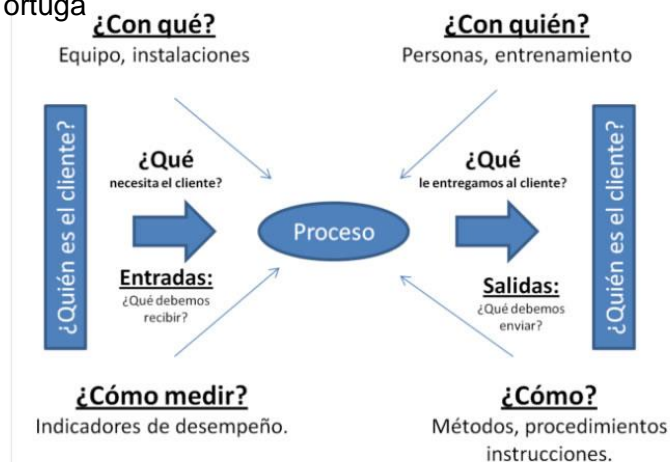 ortuga
¿Con qué?
Equipo, instalaciones
¿Con quién?
Personas, entrenamiento
¿Quién es el cliente?
¿Qué
necesita el cliente?
Entradas:
¿Qué debemos
recibir?
Proceso
¿Qué
le entregamos al cliente?
Salidas:
¿Qué debemos
enviar?
¿Quién es el cliente?
¿Cómo medir?
Indicadores de desempeño.
¿Cómo?
Métodos, procedimientos
instrucciones.